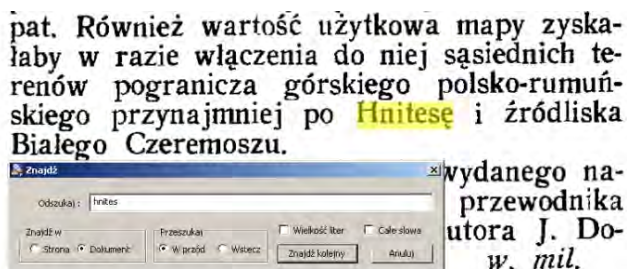 pat. Również wartość użytkowa mapy zyska-
łaby w razie włączenia do niej sąsiednich te-
renów pogranicza górskiego polsko-rumuń-
skiego przynajmniej po Hnitesę i źródliska
Białego Czeremoszu.
wydanego na-
przewodnika
utora J. Do-
w. mil.
Znajdź
Odszukaj:
hnites
Znajdź w
Strona
Dokument
Przeszukaj
W przód
Wstecz
Wielkość liter
Całe słowa
Znajdź kolejny
Anuluj